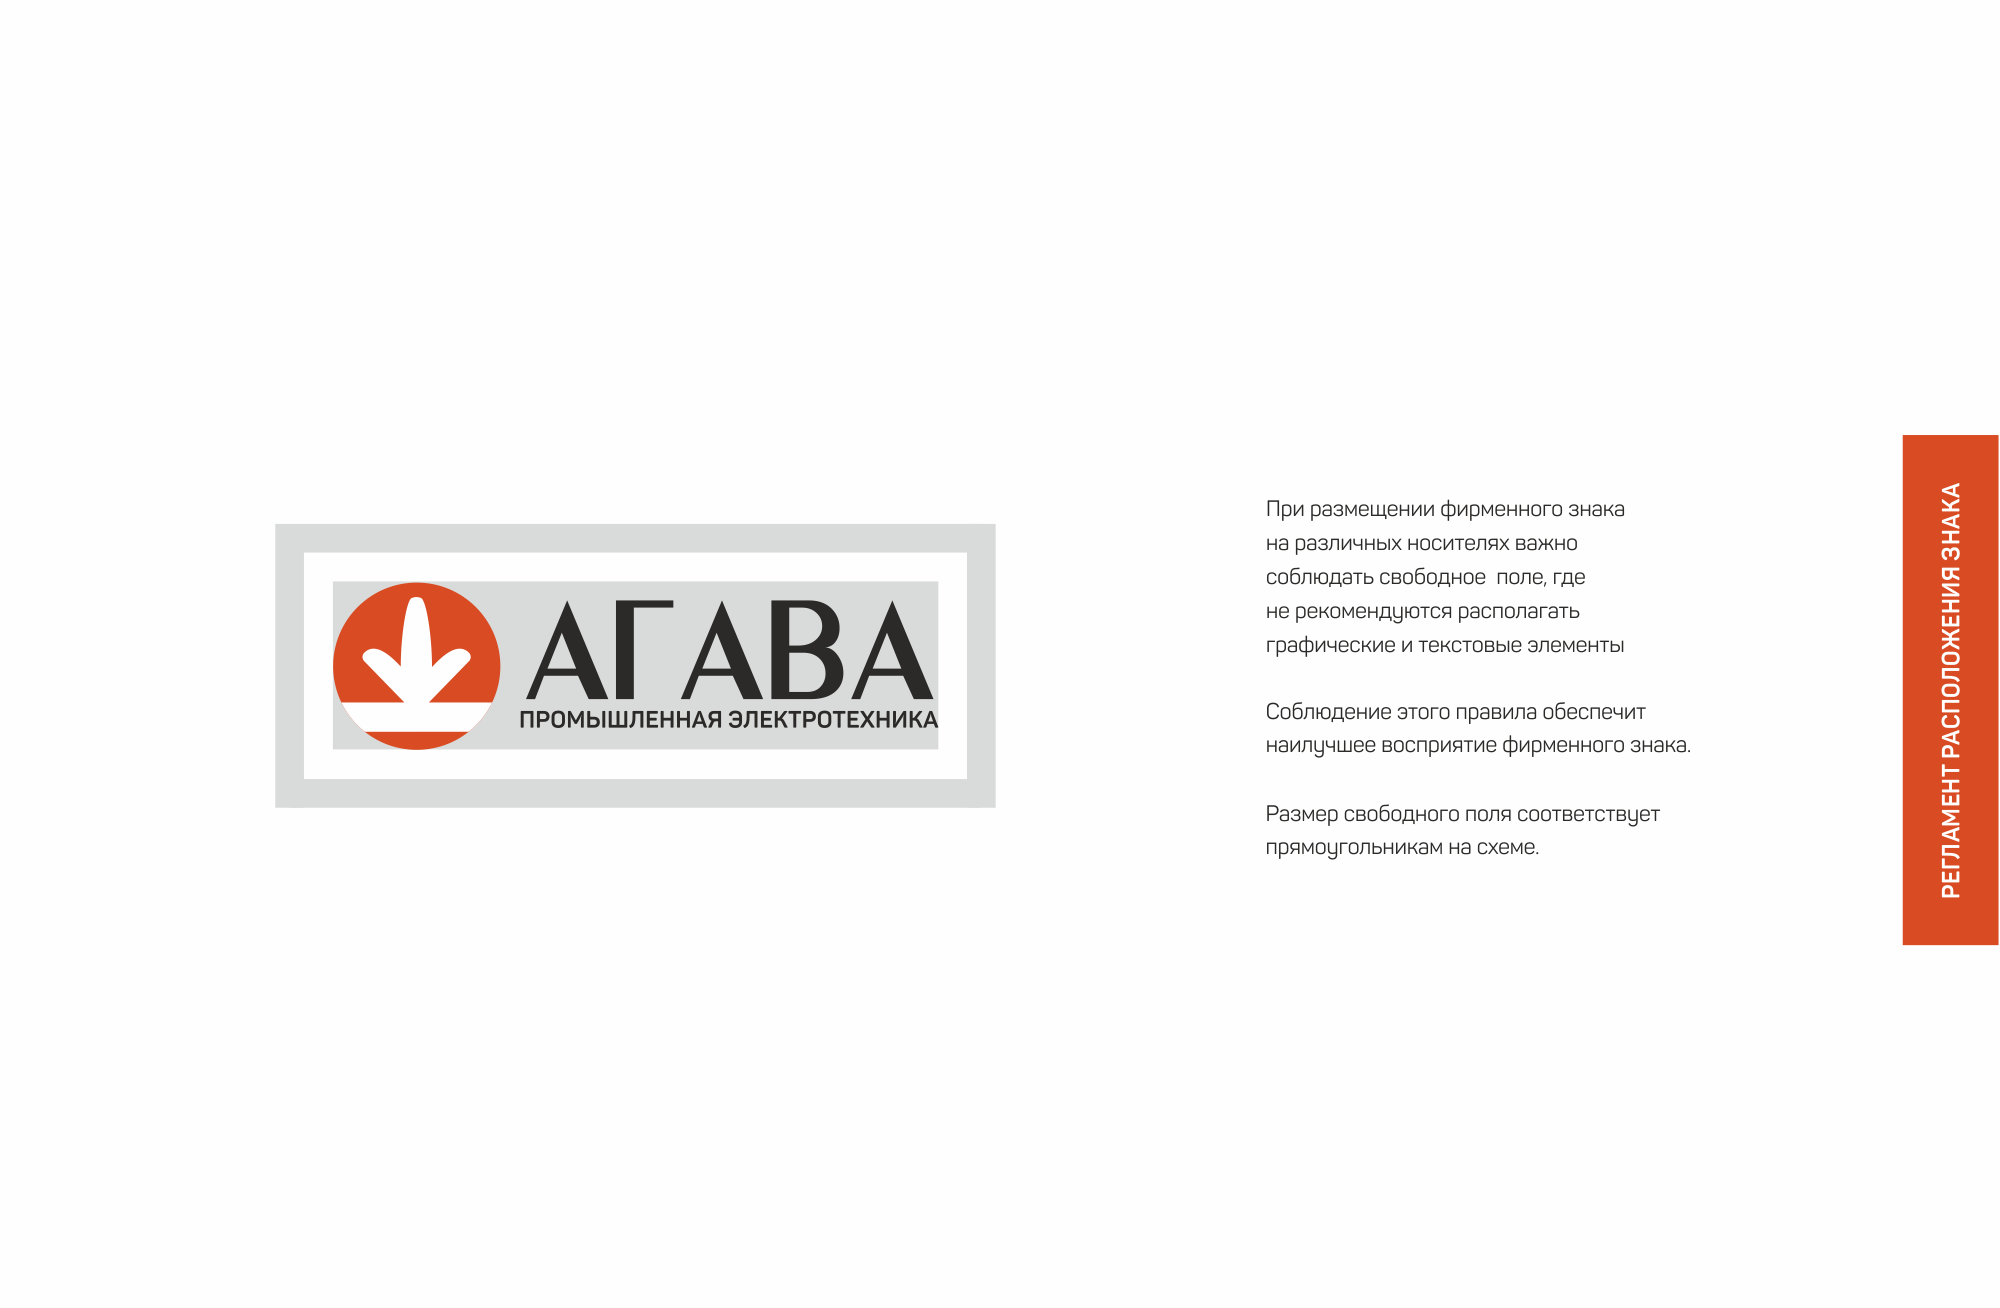 АГАВА
ПРОМЫШЛЕННАЯ ЭЛЕКТРОТЕХНИКА
При размещении фирменного знака
на различных носителях важно
соблюдать свободное  поле, где
не рекомендуются располагать
графические и текстовые элементы
Соблюдение этого правила обеспечит
наилучшее восприятие фирменного знака.
Размер свободного поля соответствует
прямоугольникам на схеме.
РЕГЛАМЕНТ РАСПОЛОЖЕНИЯ ЗНАКА